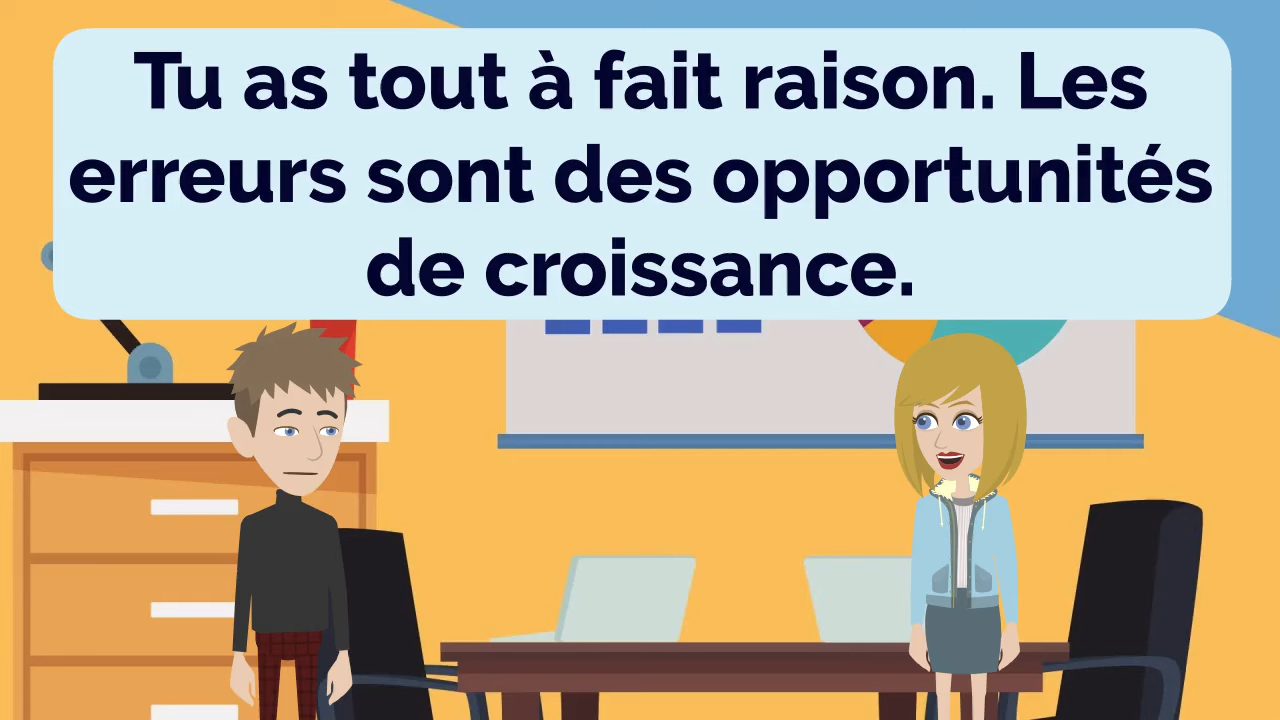 Tu as tout à fait raison. Les
erreurs sont des opportunités
de croissance.